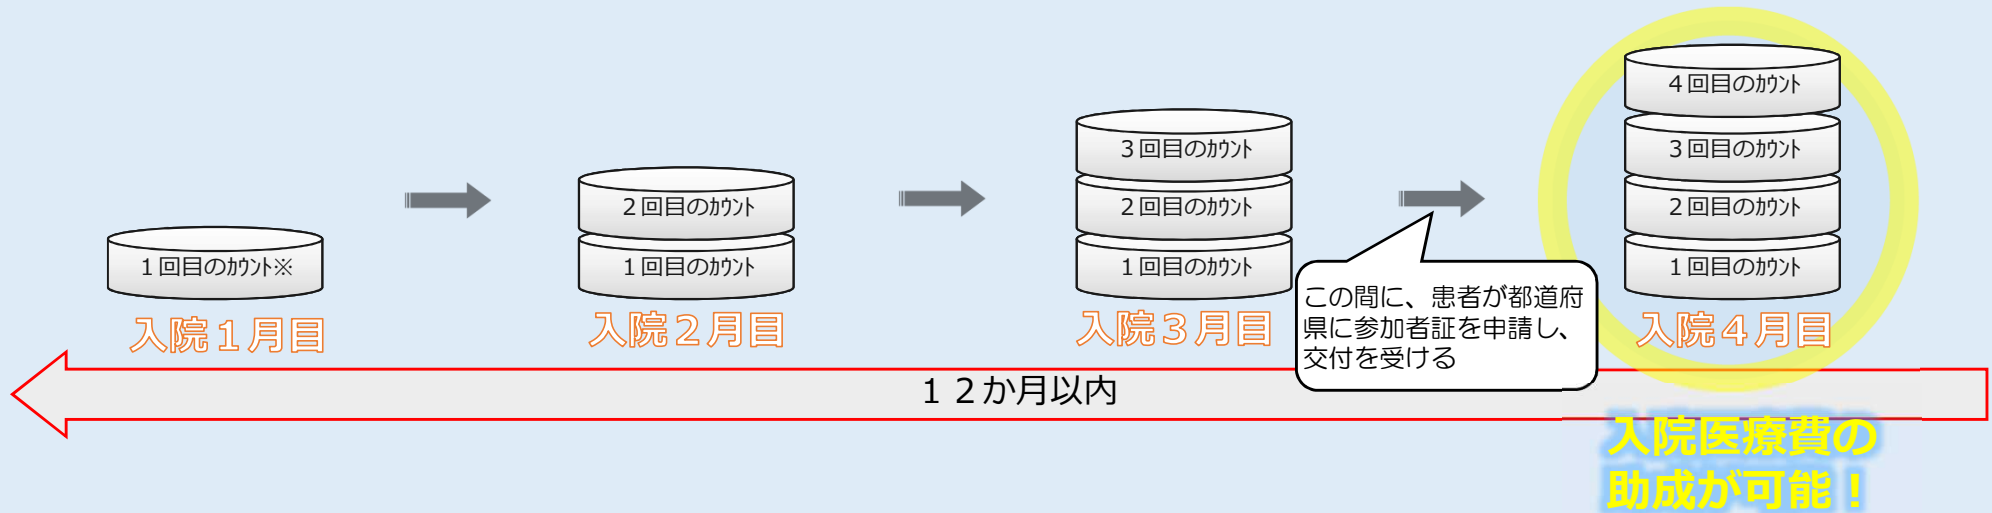 1回目のｶｳﾝﾄ※
入院1月目
2回目のｶｳﾝﾄ
1回目のｶｳﾝﾄ
入院2月目
3回目のｶｳﾝﾄ
2回目のｶｳﾝﾄ
1回目のｶｳﾝﾄ
入院3月目
この間に、患者が都道府
県に参加者証を申請し、
交付を受ける
4回目のｶｳﾝﾄ
3回目のｶｳﾝﾄ
2回目のｶｳﾝﾄ
1回目のｶｳﾝﾄ
入院4月目
12か月以内
入院医療費の
助成が可能！